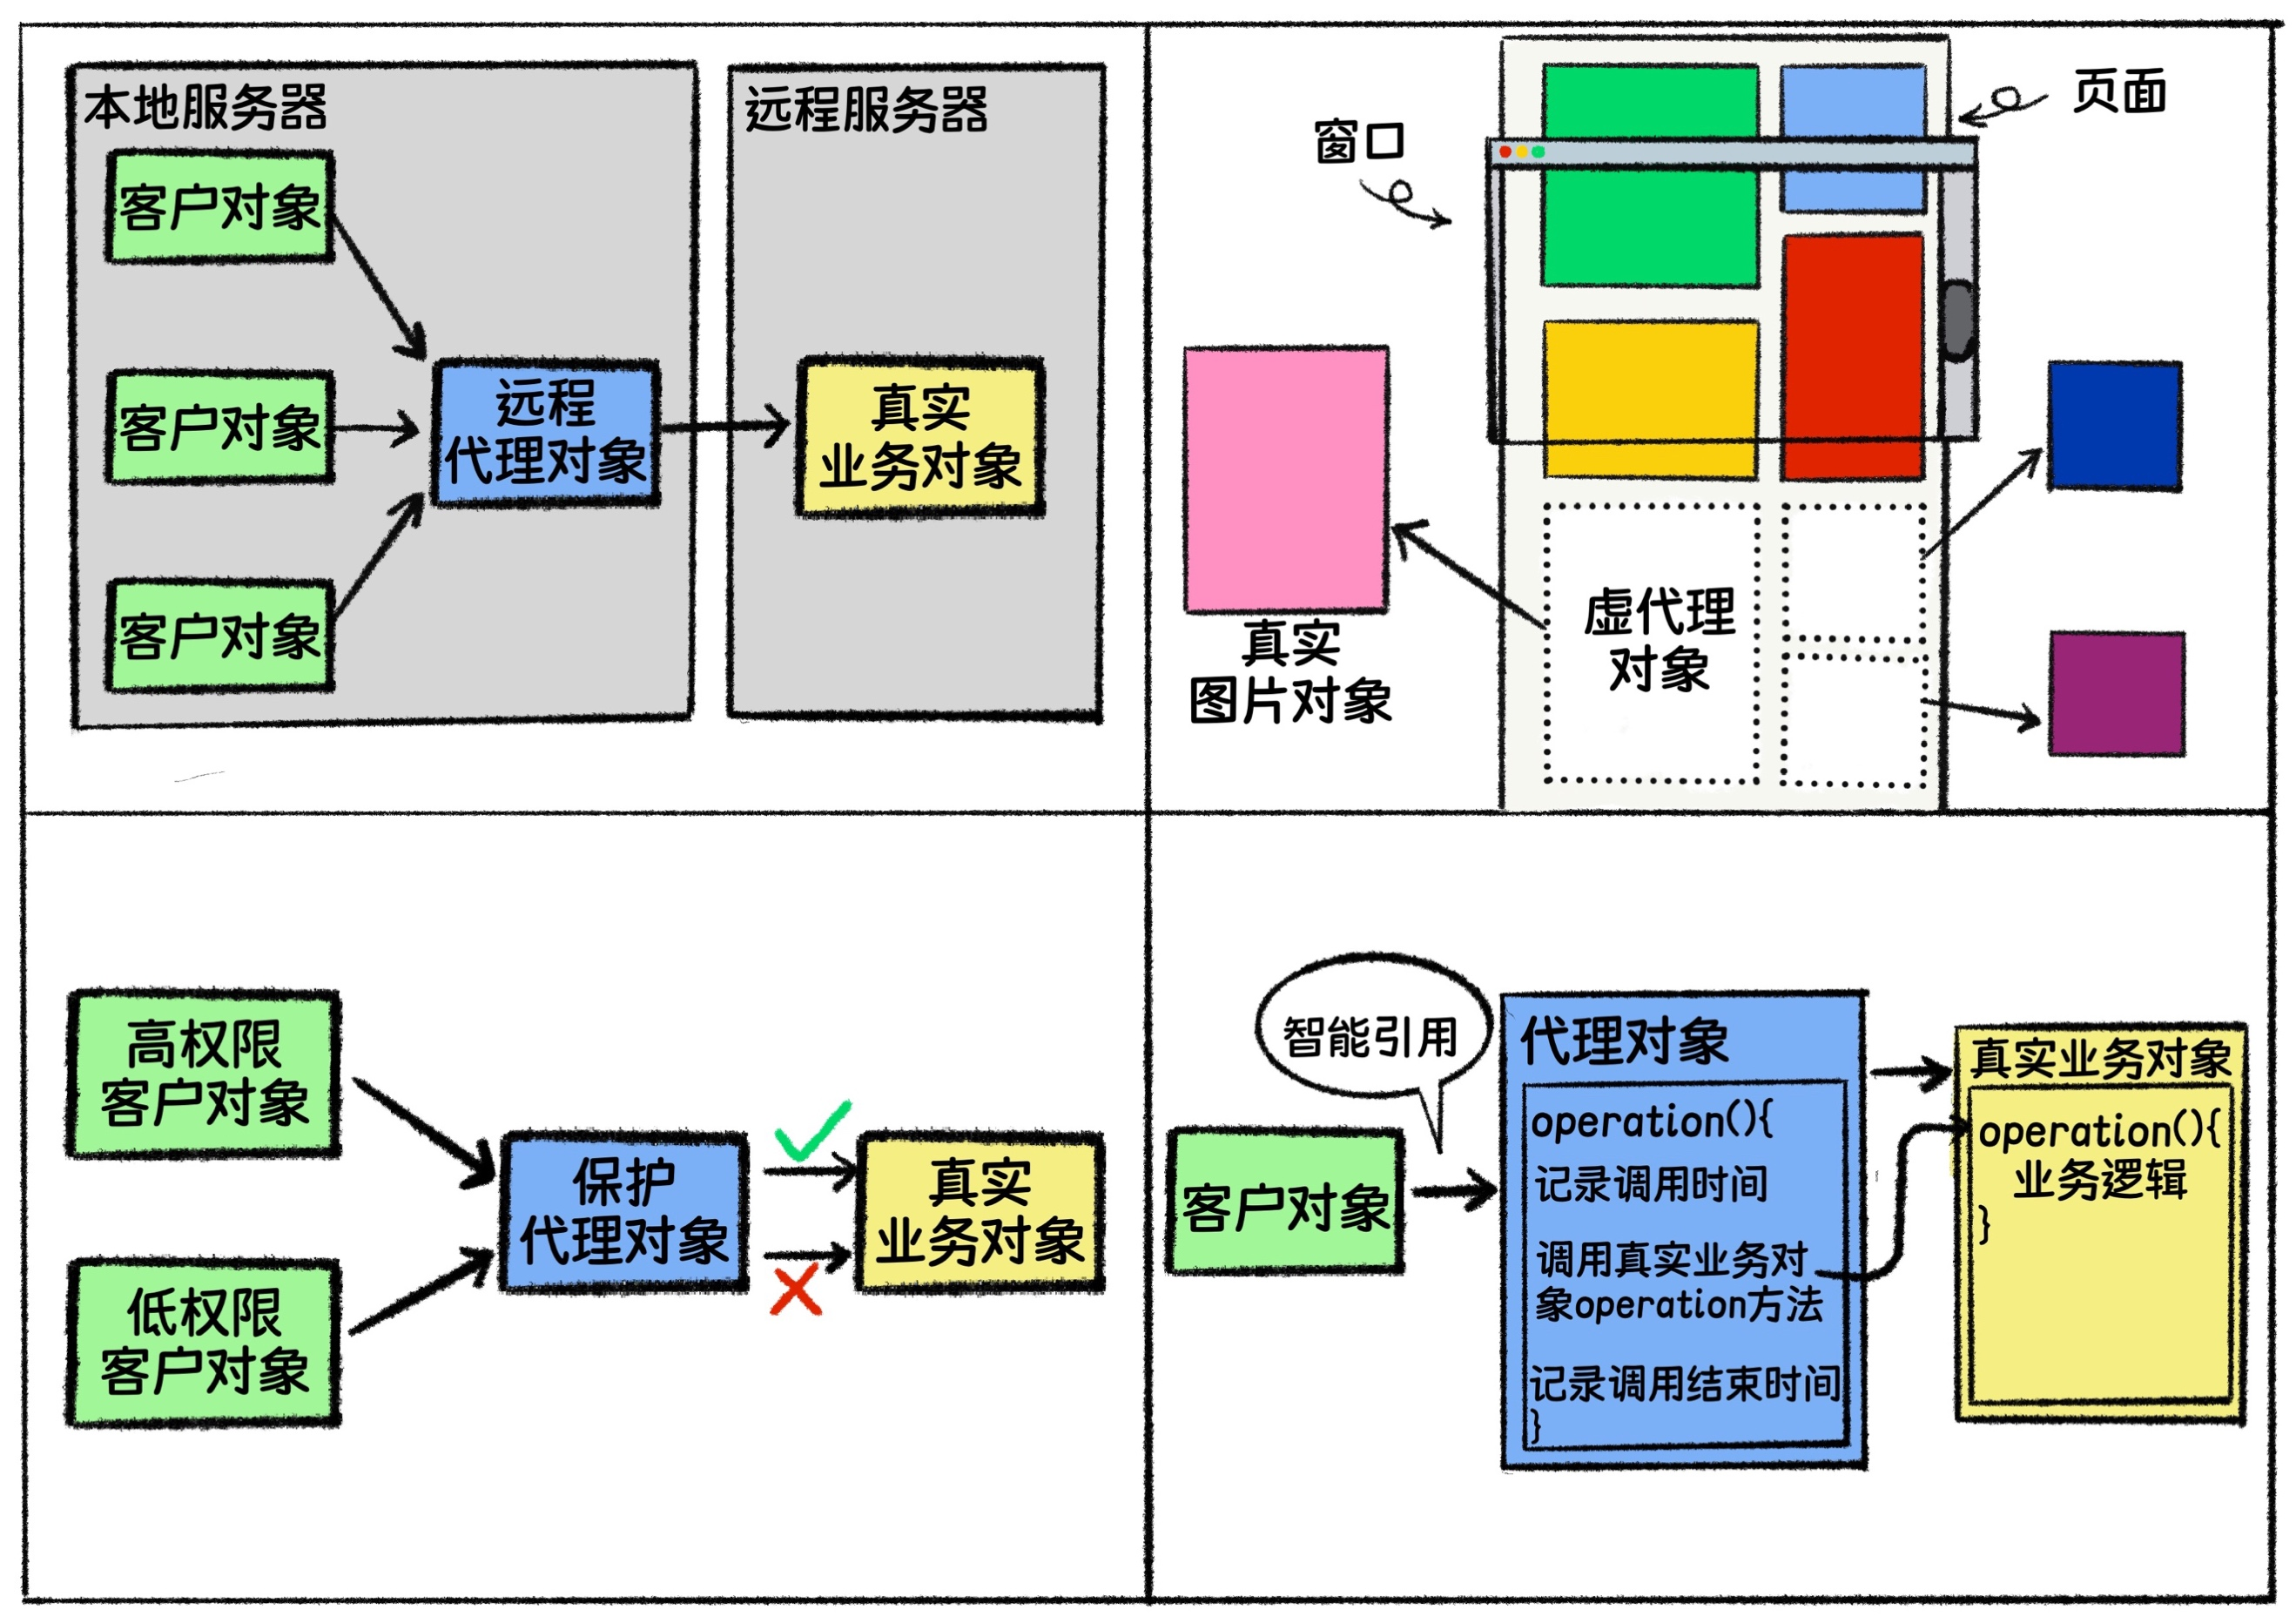 本地服务器
客户对象
客户对象
客户对象
远程
代理对象
远程服务器
真实
业务对象
窗口
页面
真实
图片对象
虚代理
对象
高权限
客户对象
低权限
客户对象
保护
代理对象
真实
业务对象
智能引用
客户对象
代理对象
operation(){
记录调用时间
调用真实业务对
象operation方法
记录调用结束时间
}
真实业务对象
operation(){
业务逻辑
}